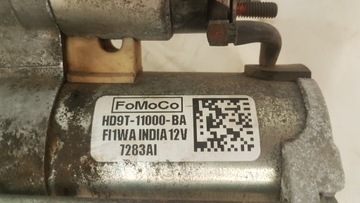 FoMoCo
HD9T-11000-BA
FI1WA INDIA 12V
7283AI